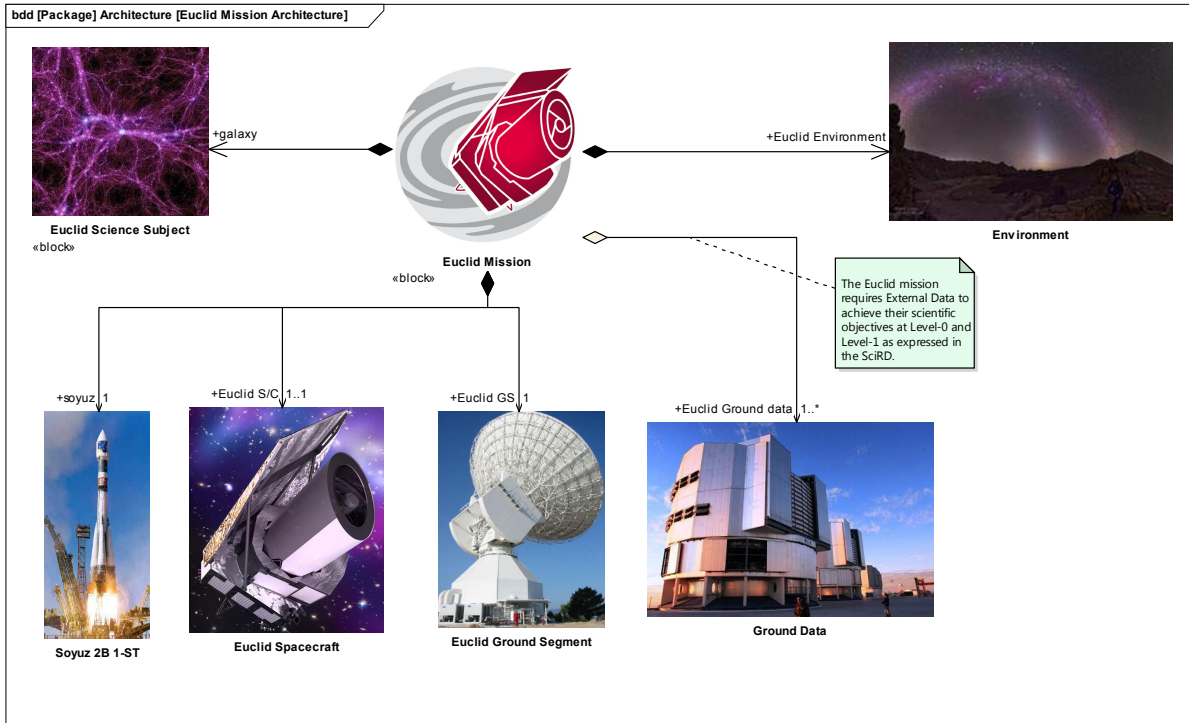 bdd [Package] Architecture [Euclid Mission Architecture]
+galaxy
+Euclid Environment
Euclid Science Subject
«block»
Environment
Euclid Mission
«block»
The Euclid mission
requires External Data to
achieve their scientific
objectives at Level-0 and
Level-1 as expressed in
the SciRD.
+soyuz 1
+Euclid S/C 1..1
+Euclid GS 1
+Euclid Ground data 1..*
Soyuz 2B 1-ST
Euclid Spacecraft
Euclid Ground Segment
Ground Data